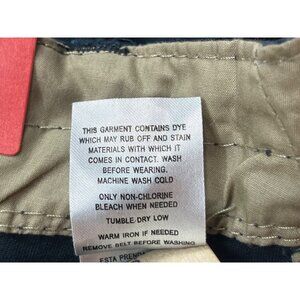 THIS GARMENT CONTAINS DYE
WHICH MAY RUB OFF AND STAIN
MATERIALS WITH WHICH IT
COMES IN CONTACT. WASH
BEFORE WEARING.
MACHINE WASH COLD
ONLY NON-CHLORINE
BLEACH WHEN NEEDED
TUMBLE DRY LOW
WARM IRON IF NEEDED
REMOVE BELT BEFORE WASHING
ESTA PRENDA